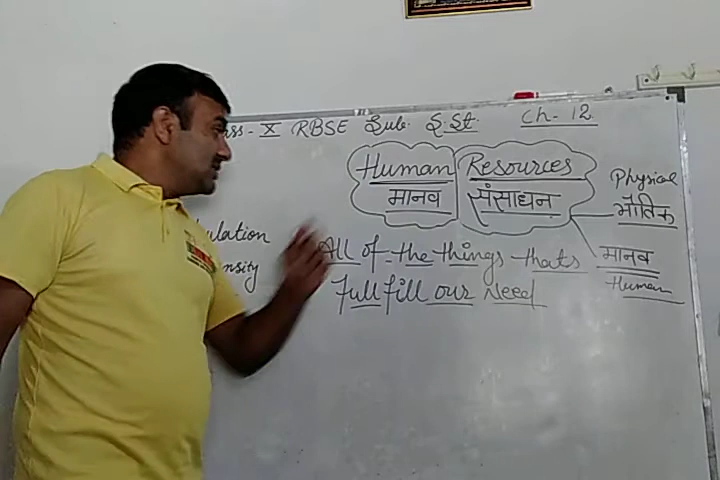 X RBSE Sub. S.St. Ch. 12
Human Resources
मानव संसाधन
Physical
भौतिक
मानव
Human
All of the things thats
Full fill our Need